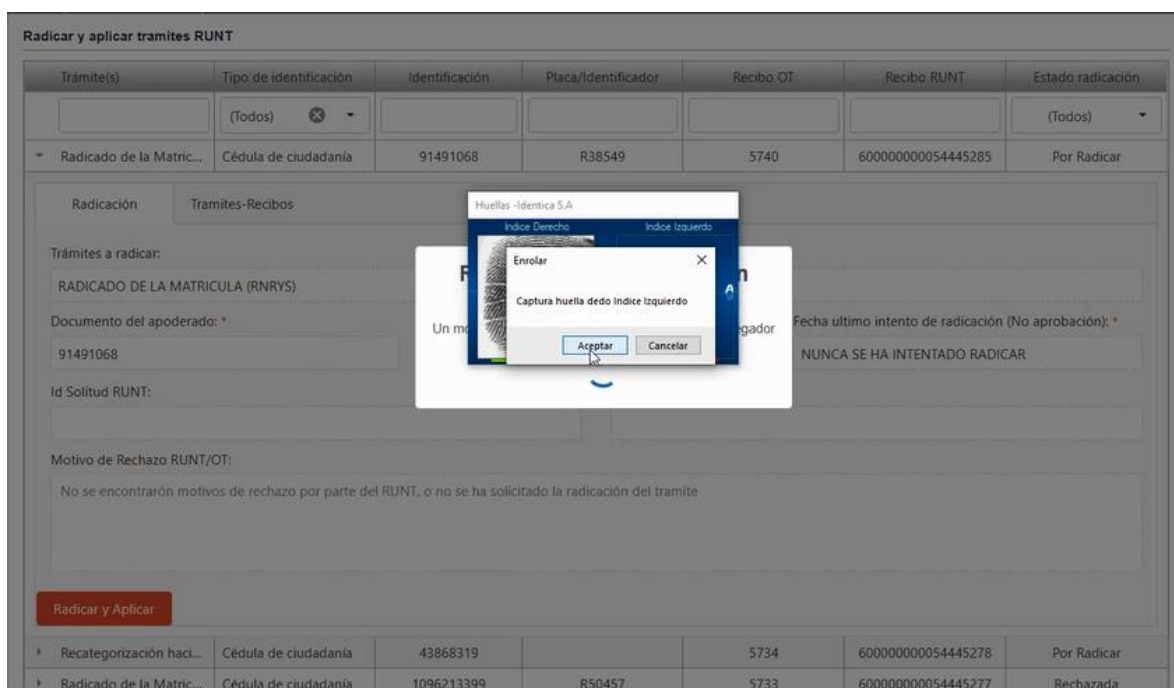 Radicar y aplicar tramites RUNT
Trámite(s) Tipo de identificación Identificación Placa/Identificador Recibo OT Recibo RUNT Estado radicación
(Todos) (Todos)
Radicado de la Matric... Cédula de ciudadanía 91491068 R38549 5740 600000000054445285 Por Radicar
Radicación Tramites-Recibos
Huellas -Identica S.A
Indice Derecho Indice Izquierdo
Enrolar
Captura huella dedo Indice Izquierdo
Aceptar Cancelar
Trámites a radicar:
RADICADO DE LA MATRICULA (RNRYS)
Documento del apoderado: *
Un
Fecha ultimo intento de radicación (No aprobación): *
91491068
NUNCA SE HA INTENTADO RADICAR
Id Solitud RUNT:
Motivo de Rechazo RUNT/OT:
No se encontrarón motivos de rechazo por parte del RUNT, o no se ha solicitado la radicación del tramite
Radicar y Aplicar
Recategorización haci... Cédula de ciudadanía 43868319 5734 600000000054445278 Por Radicar
Radicado de la Matric... Cédula de ciudadanía 1096213399 R50457 5733 600000000054445277 Rechazada